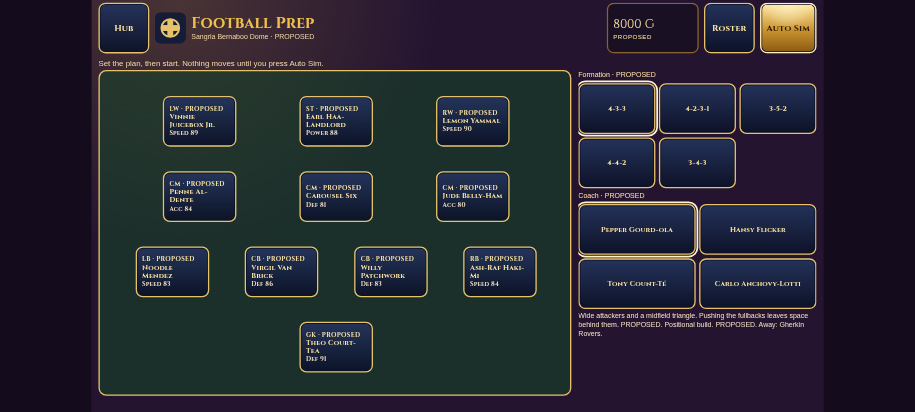 HUB
FOOTBALL PREP
Sangria Bernaboo Dome · PROPOSED
8000 G
PROPOSED
ROSTER
AUTO SIM
Set the plan, then start. Nothing moves until you press Auto Sim.
LW · PROPOSED
VINNIE
JUICEBOX JR.
SPEED 89
ST · PROPOSED
EARL HAA-
LANDLORD
POWER 88
RW · PROPOSED
LEMON YAMMAL
SPEED 90
CM · PROPOSED
PENNE AL-
DENTE
ACC 84
CM · PROPOSED
CAROUSEL SIX
DEF 81
CM · PROPOSED
JUDE BELLY-HAM
ACC 80
LB · PROPOSED
NOODLE
MENDEZ
SPEED 83
CB · PROPOSED
VIRGIL VAN
BRICK
DEF 86
CB · PROPOSED
WILLY
PATCHWORK
DEF 83
RB · PROPOSED
ASH-RAF HAKI-
MI
SPEED 84
GK · PROPOSED
THEO COURT-
TEA
DEF 91
Formation · PROPOSED
4-3-3
4-2-3-1
3-5-2
4-4-2
3-4-3
Coach · PROPOSED
PEPPER GOURD-OLA
HANSY FLICKER
TONY COUNT-TÉ
CARLO ANCHOVY-LOTTI
Wide attackers and a midfield triangle. Pushing the fullbacks leaves space
behind them. PROPOSED. Positional build. PROPOSED. Away: Gherkin
Rovers.